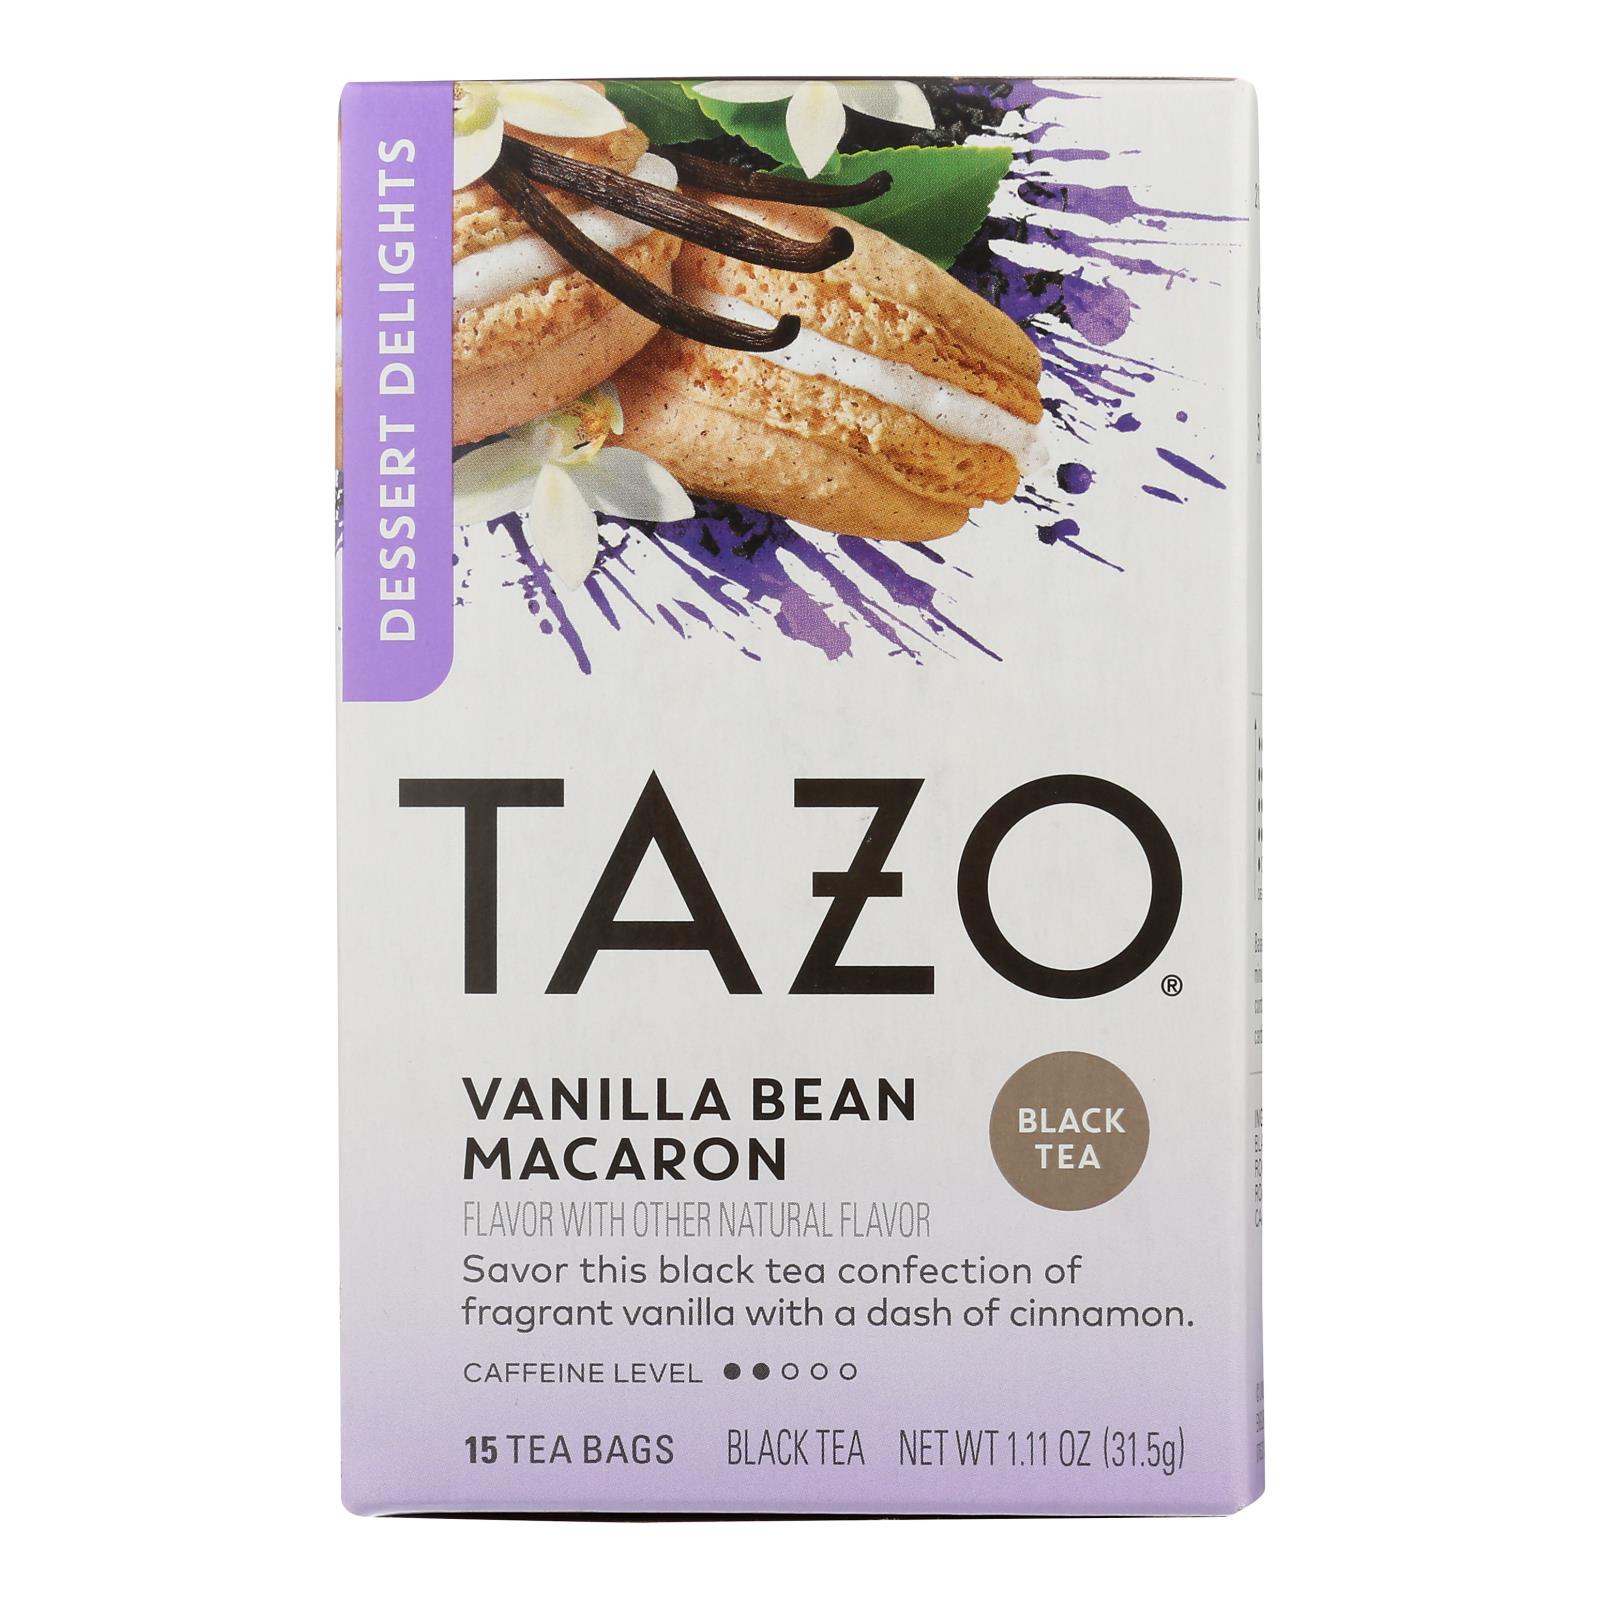 DESSERT DELIGHTS
TAZO®
VANILLA BEAN
MACARON
BLACK
TEA
FLAVOR WITH OTHER NATURAL FLAVOR
Savor this black tea confection of
fragrant vanilla with a dash of cinnamon.
CAFFEINE LEVEL
15 TEA BAGS BLACK TEA NET WT 1.11 OZ (31.5g)